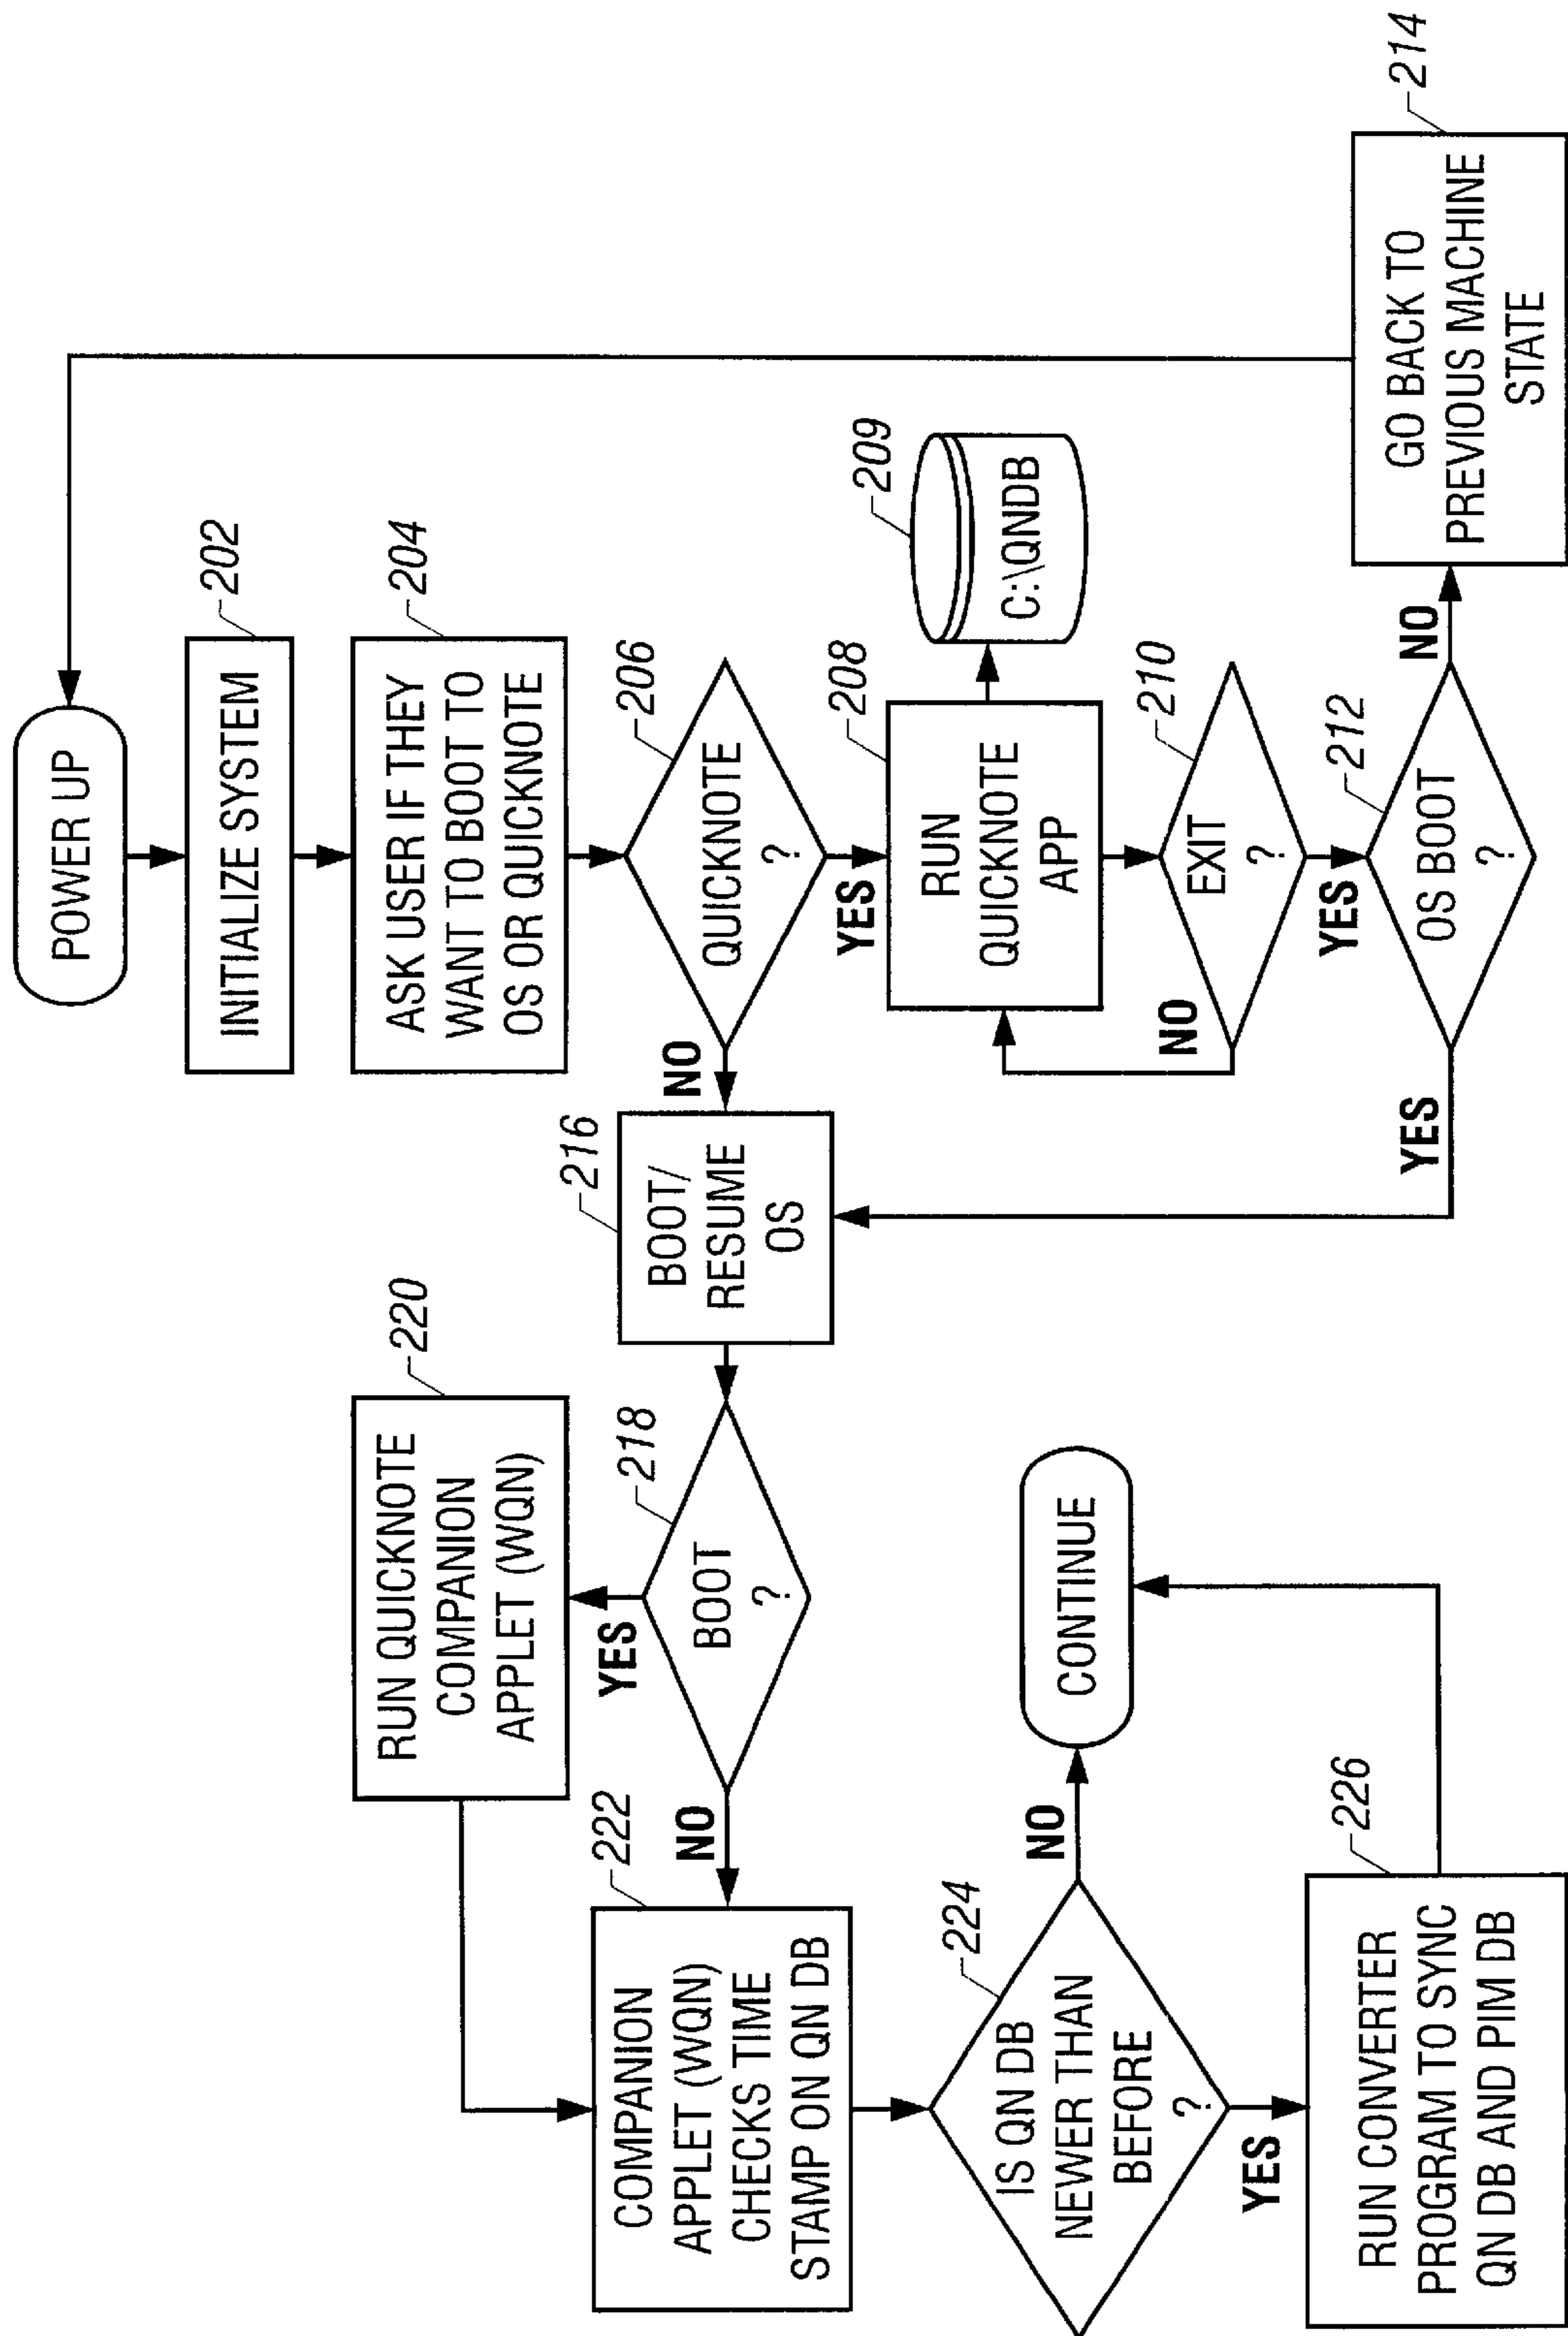 POWER UP
INITIALIZE SYSTEM
202
ASK USER IF THEY
WANT TO BOOT TO
OS OR QUICKNOTE
204
QUICKNOTE
?
206
NO
YES
RUN
QUICKNOTE
APP
208
C:\QNDB
209
EXIT
?
210
NO
YES
OS BOOT
?
212
YES
NO
GO BACK TO
PREVIOUS MACHINE
STATE
214
BOOT/
RESUME
OS
216
BOOT
?
218
YES
NO
RUN QUICKNOTE
COMPANION
APPLET (WQN)
220
COMPANION
APPLET (WQN)
CHECKS TIME
STAMP ON QN DB
222
IS QN DB
NEWER THAN
BEFORE
?
224
NO
YES
CONTINUE
RUN CONVERTER
PROGRAM TO SYNC
QN DB AND PIM DB
226